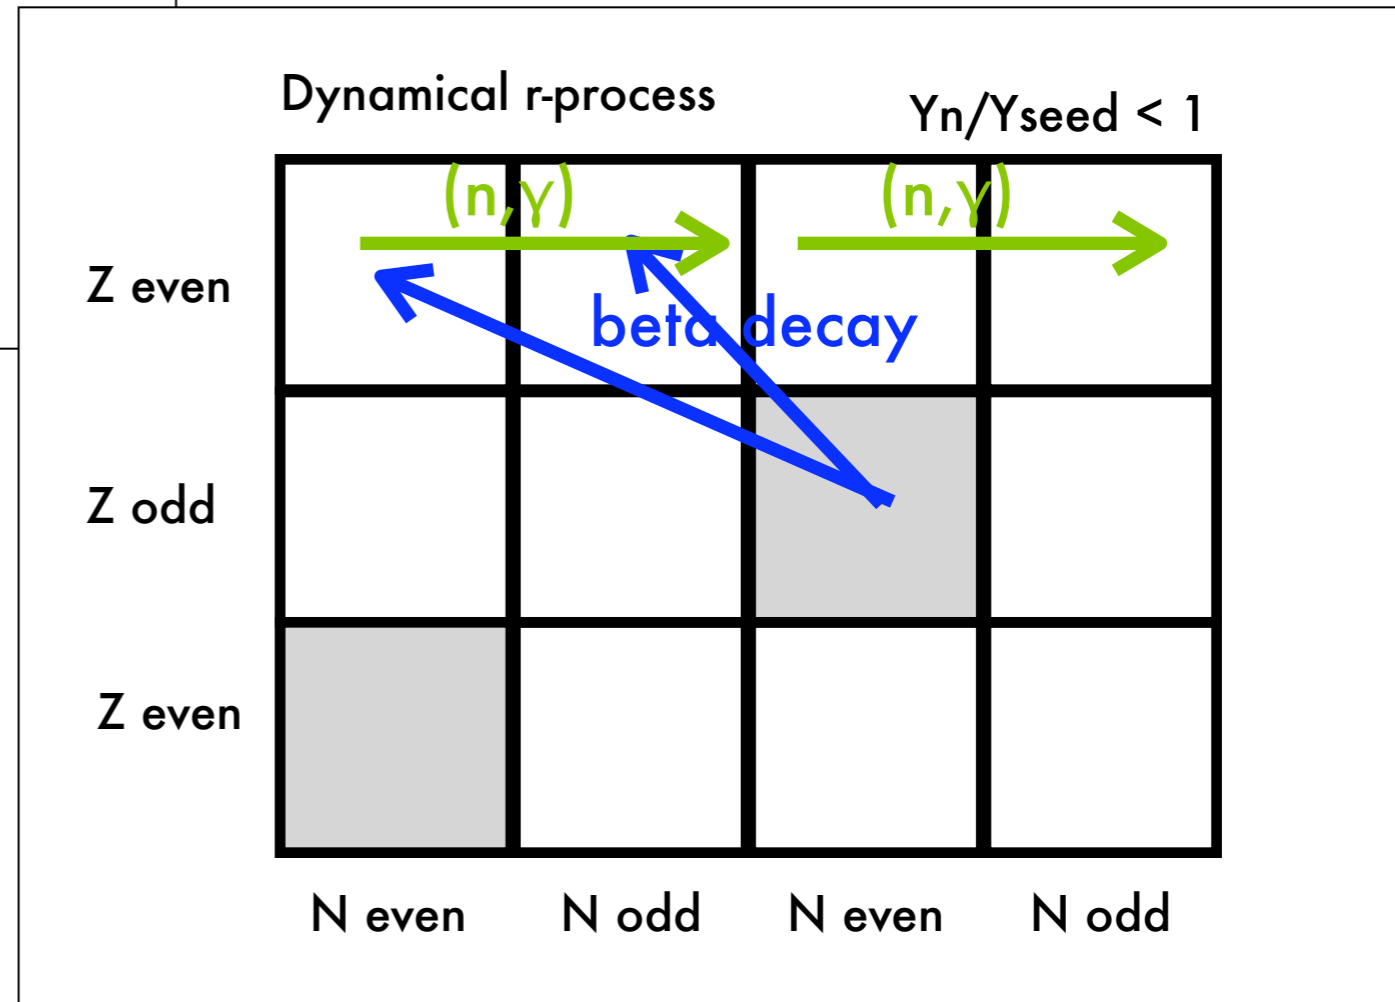 Dynamical r-process
Yn/Yseed < 1
(n,γ)
(n,γ)
Z even
beta decay
Z odd
Z even
N even
N odd
N even
N odd